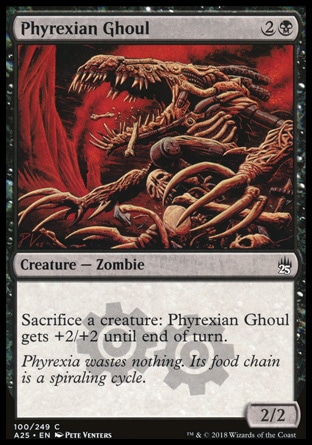 Phyrexian Ghoul 2
Creature — Zombie
25
Sacrifice a creature: Phyrexian Ghoul
gets +2/+2 until end of turn.
Phyrexia wastes nothing. Its food chain
is a spiraling cycle.
2/2
100/249 C
A25 • EN Pete Venters
™ & © 2018 Wizards of the Coast